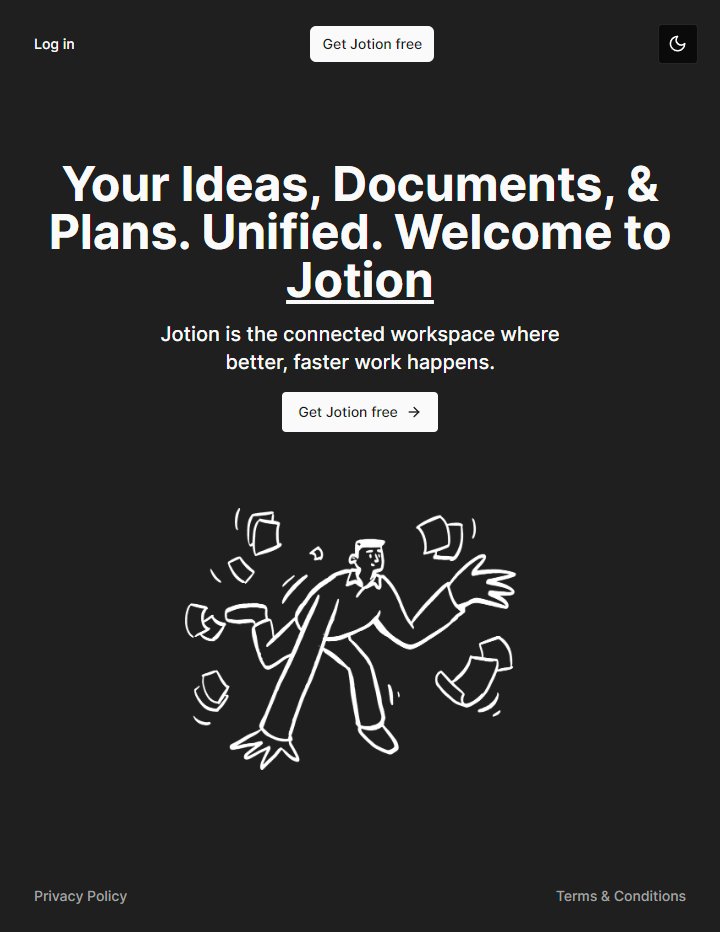 Log in
Get Jotion free
Your Ideas, Documents, &
Plans. Unified. Welcome to
Jotion
Jotion is the connected workspace where
better, faster work happens.
Get Jotion free
Privacy Policy
Terms & Conditions